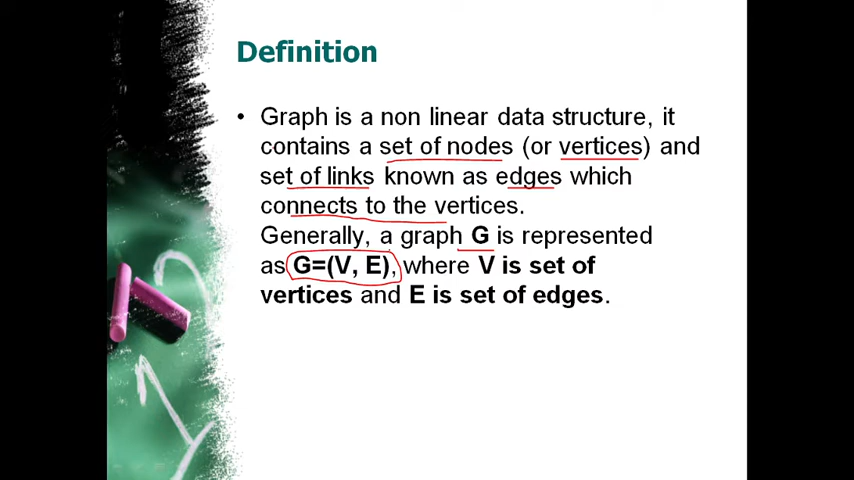 Definition
• Graph is a non linear data structure, it
contains a set of nodes (or vertices) and
set of links known as edges which
connects to the vertices.
Generally, a graph G is represented
as G=(V, E), where V is set of
vertices and E is set of edges.